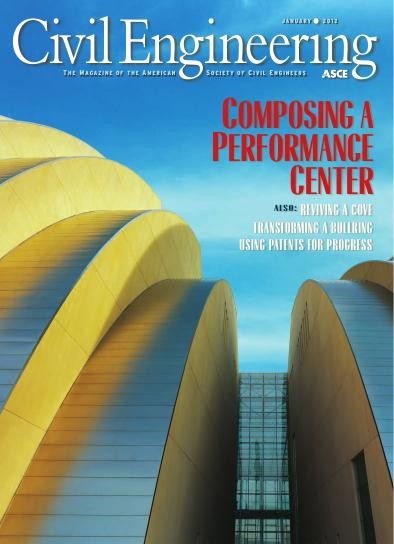 JANUARY ● 2012
Civil Engineering
THE MAGAZINE OF THE AMERICAN SOCIETY OF CIVIL ENGINEERS ASCE
COMPOSING A
PERFORMANCE
CENTER
ALSO: REVIVING A COVE
TRANSFORMING A BULLRING
USING PATENTS FOR PROGRESS